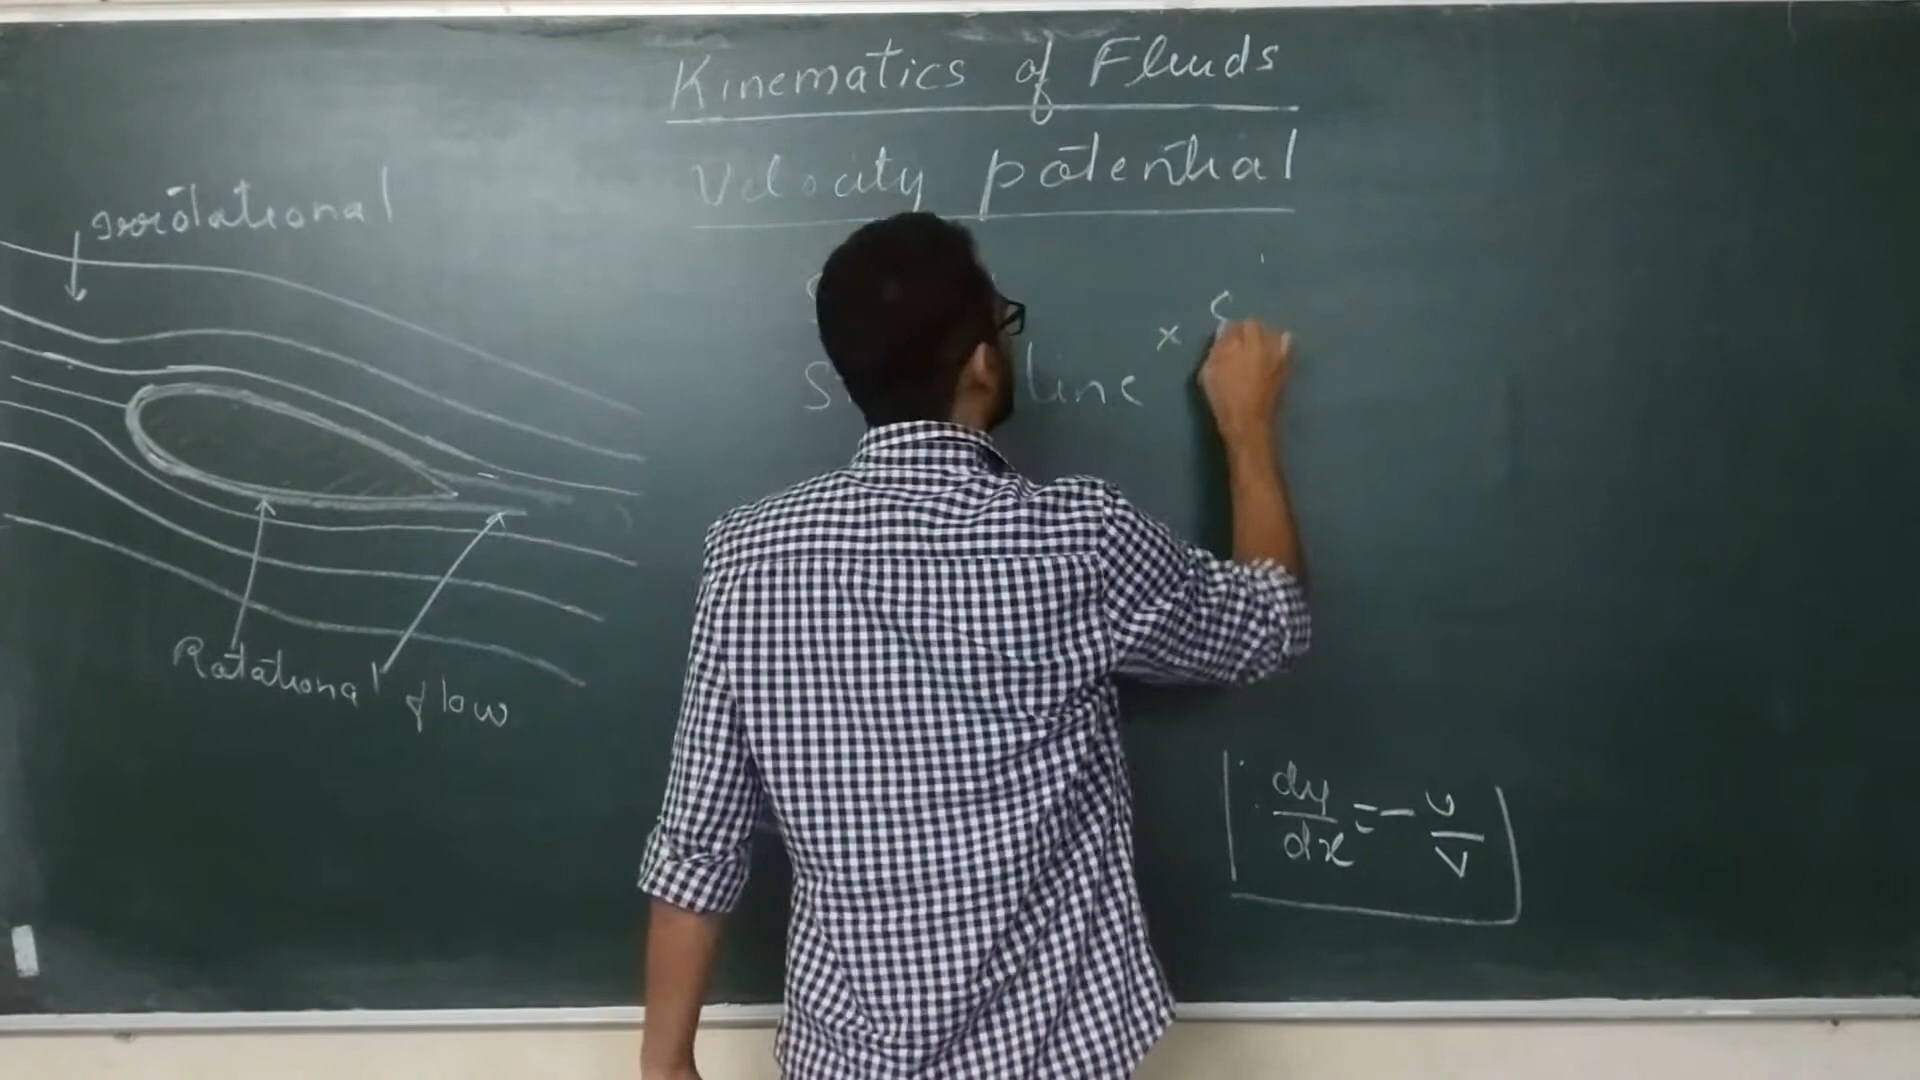 Kinematics of Fluids
Velocity potential
Irrotational
line
×
Rotational flow
dy/dx = - u/v